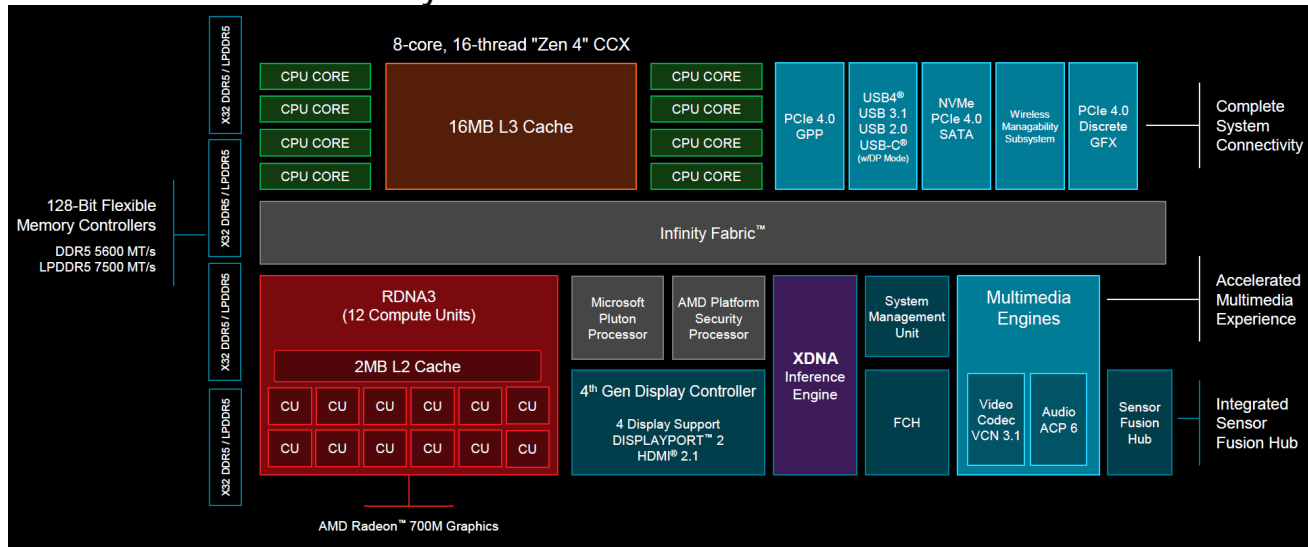 8-core, 16-thread "Zen 4" CCX
X32 DDR5 / LPDDR5
X32 DDR5 / LPDDR5
X32 DDR5 / LPDDR5
X32 DDR5 / LPDDR5
128-Bit Flexible
Memory Controllers
DDR5 5600 MT/s
LPDDR5 7500 MT/s
CPU CORE
CPU CORE
CPU CORE
CPU CORE
16MB L3 Cache
CPU CORE
CPU CORE
CPU CORE
CPU CORE
PCIe 4.0
GPP
USB4®
USB 3.1
USB 2.0
USB-C®
(w/DP Mode)
NVMe
PCIe 4.0
SATA
Wireless
Managability
Subsystem
PCIe 4.0
Discrete
GFX
Complete
System
Connectivity
Infinity Fabric™
RDNA3
(12 Compute Units)
2MB L2 Cache
CU CU CU CU CU CU
CU CU CU CU CU CU
AMD Radeon™ 700M Graphics
Microsoft
Pluton
Processor
AMD Platform
Security
Processor
4th Gen Display Controller
4 Display Support
DISPLAYPORT™ 2
HDMI® 2.1
XDNA
Inference
Engine
System
Management
Unit
FCH
Multimedia
Engines
Video
Codec
VCN 3.1
Audio
ACP 6
Sensor
Fusion
Hub
Accelerated
Multimedia
Experience
Integrated
Sensor
Fusion Hub